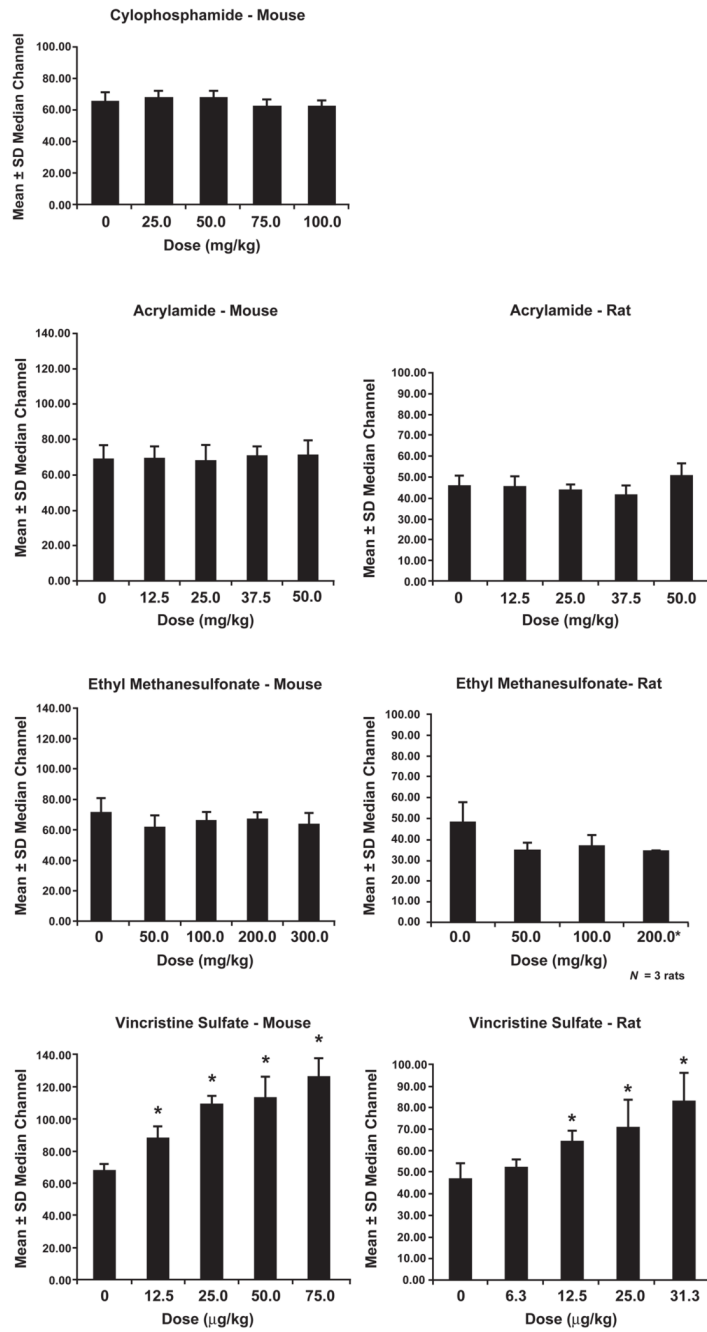 Cylophosphamide - Mouse
Mean ± SD Median Channel
100.00
80.00
60.00
40.00
20.00
0.00
0 25.0 50.0 75.0 100.0
Dose (mg/kg)
Acrylamide - Mouse
Mean ± SD Median Channel
140.00
120.00
100.00
80.00
60.00
40.00
20.00
0.00
0 12.5 25.0 37.5 50.0
Dose (mg/kg)
Acrylamide - Rat
Mean ± SD Median Channel
100.00
90.00
80.00
70.00
60.00
50.00
40.00
30.00
20.00
10.00
0.00
0 12.5 25.0 37.5 50.0
Dose (mg/kg)
Ethyl Methanesulfonate - Mouse
Mean ± SD Median Channel
140.00
120.00
100.00
80.00
60.00
40.00
20.00
0.00
0 50.0 100.0 200.0 300.0
Dose (mg/kg)
Ethyl Methanesulfonate- Rat
Mean ± SD Median Channel
100.00
90.00
80.00
70.00
60.00
50.00
40.00
30.00
20.00
10.00
0.00
0.0 50.0 100.0 200.0*
Dose (mg/kg)
N = 3 rats
Vincristine Sulfate - Mouse
Mean ± SD Median Channel
140.00
120.00
100.00
80.00
60.00
40.00
20.00
0.00
* * * *
0 12.5 25.0 50.0 75.0
Dose (µg/kg)
Vincristine Sulfate - Rat
Mean ± SD Median Channel
100.00
90.00
80.00
70.00
60.00
50.00
40.00
30.00
20.00
10.00
0.00
* * *
0 6.3 12.5 25.0 31.3
Dose (µg/kg)